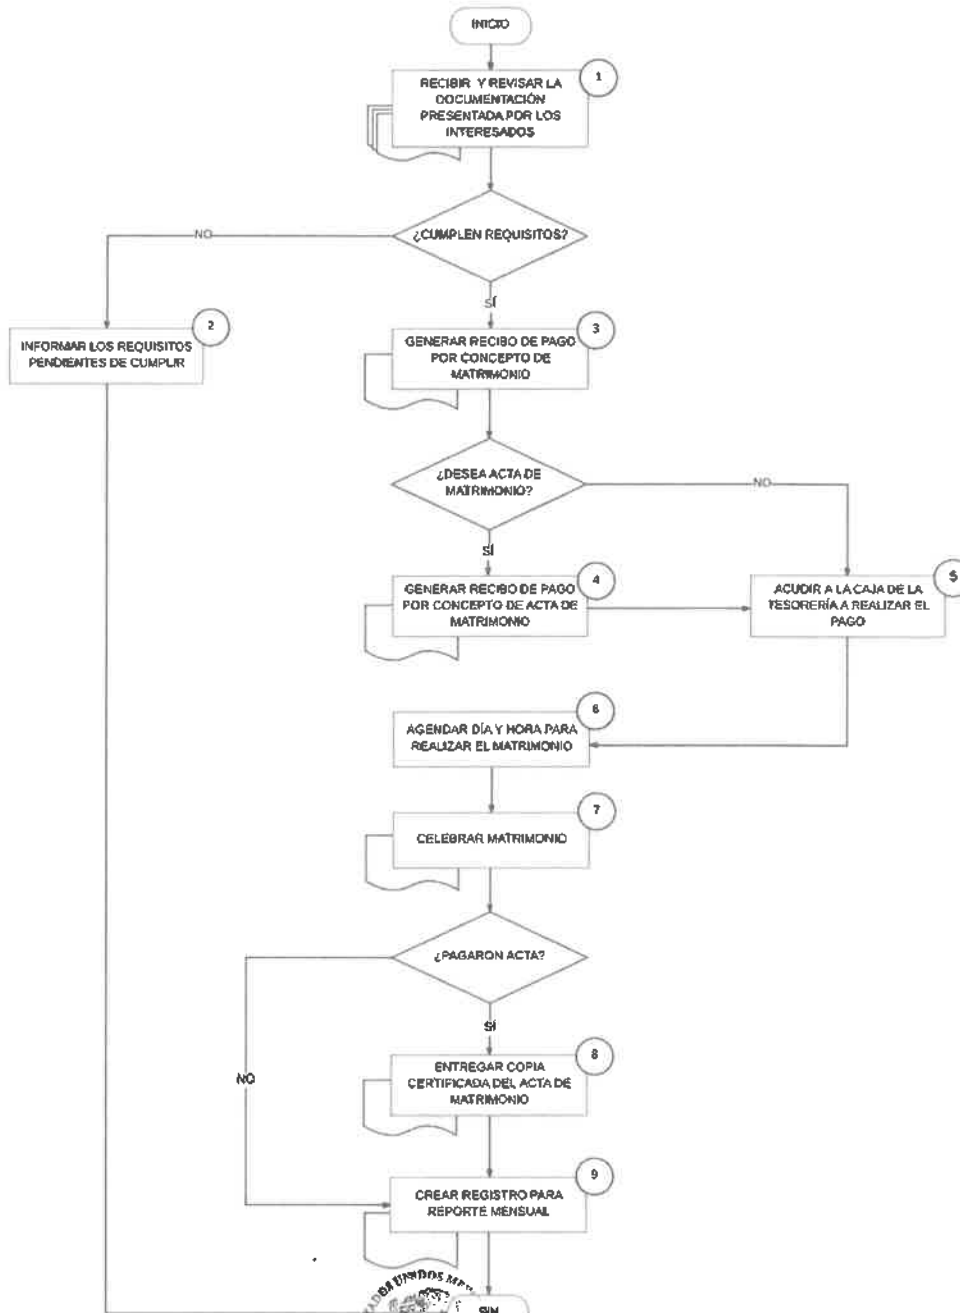 INICIO
1
RECIBIR Y REVISAR LA
DOCUMENTACIÓN
PRESENTADA POR LOS
INTERESADOS
¿CUMPLEN REQUISITOS?
NO
SÍ
2
INFORMAR LOS REQUISITOS
PENDIENTES DE CUMPLIR
3
GENERAR RECIBO DE PAGO
POR CONCEPTO DE
MATRIMONIO
¿DESEA ACTA DE
MATRIMONIO?
NO
SÍ
4
GENERAR RECIBO DE PAGO
POR CONCEPTO DE ACTA DE
MATRIMONIO
5
ACUDIR A LA CAJA DE LA
TESORERÍA A REALIZAR EL
PAGO
6
AGENDAR DÍA Y HORA PARA
REALIZAR EL MATRIMONIO
7
CELEBRAR MATRIMONIO
¿PAGARON ACTA?
SÍ
NO
8
ENTREGAR COPIA
CERTIFICADA DEL ACTA DE
MATRIMONIO
9
CREAR REGISTRO PARA
REPORTE MENSUAL
UNIDOS